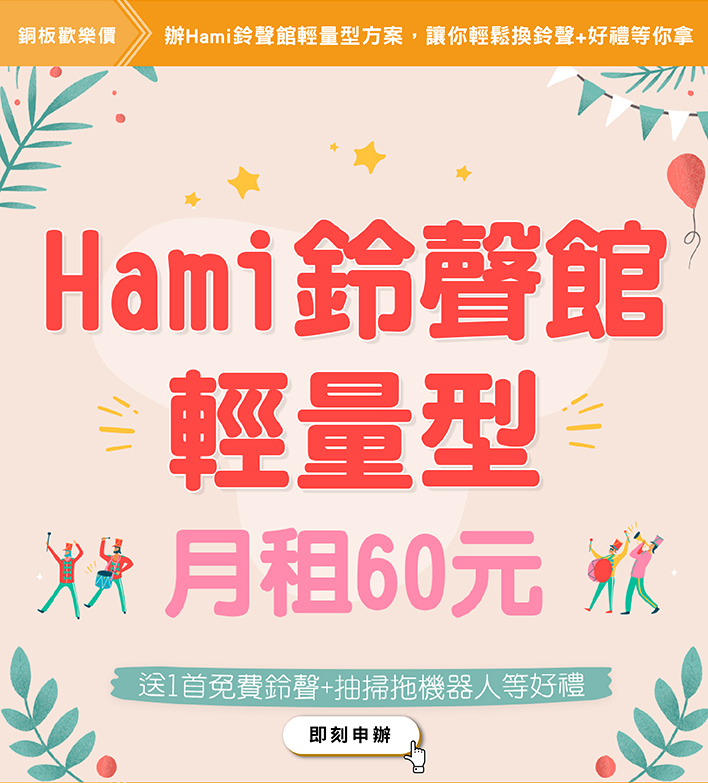 銅板歡樂價
辦Hami鈴聲館輕量型方案，讓你輕鬆換鈴聲+好禮等你拿
Hami鈴聲館
輕量型
月租60元
送1首免費鈴聲+抽掃拖機器人等好禮
即刻申辦